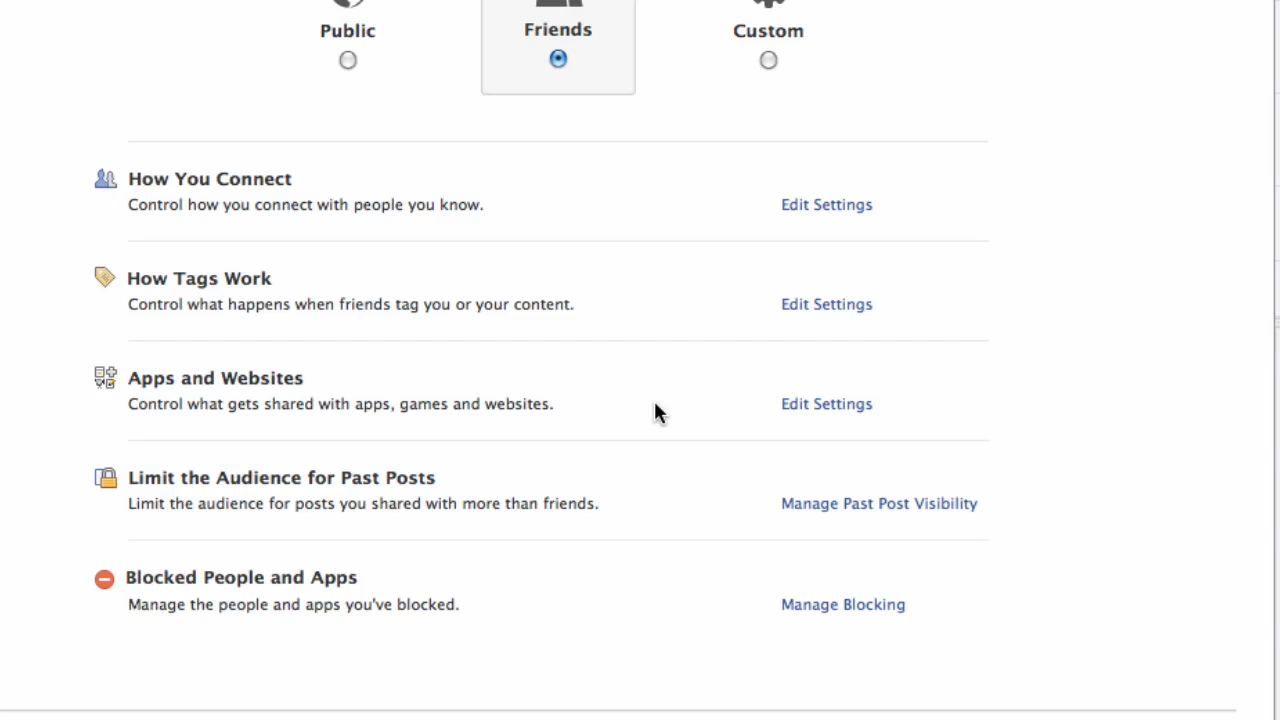 Public
Friends
Custom
How You Connect
Control how you connect with people you know.
Edit Settings
How Tags Work
Control what happens when friends tag you or your content.
Edit Settings
Apps and Websites
Control what gets shared with apps, games and websites.
Edit Settings
Limit the Audience for Past Posts
Limit the audience for posts you shared with more than friends.
Manage Past Post Visibility
Blocked People and Apps
Manage the people and apps you've blocked.
Manage Blocking